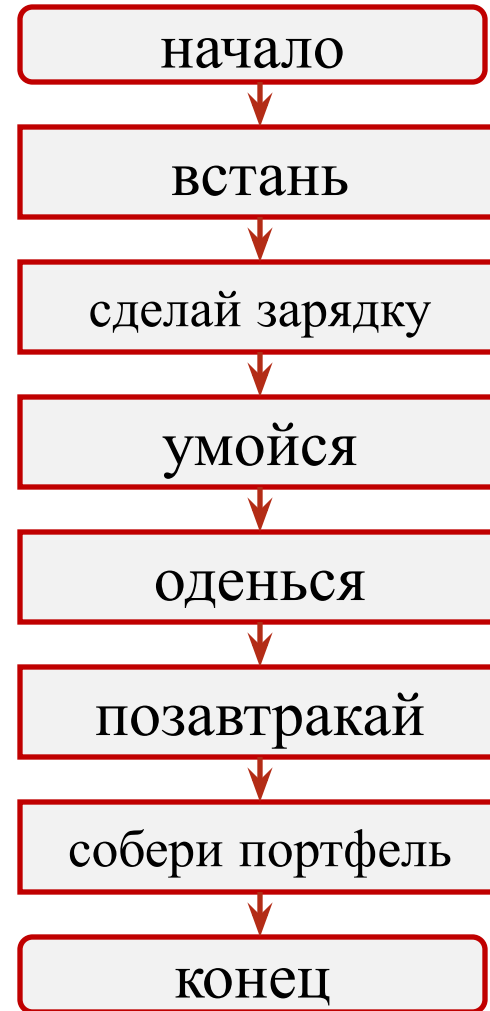 начало
встань
сделай зарядку
умойся
оденься
позавтракай
собери портфель
конец